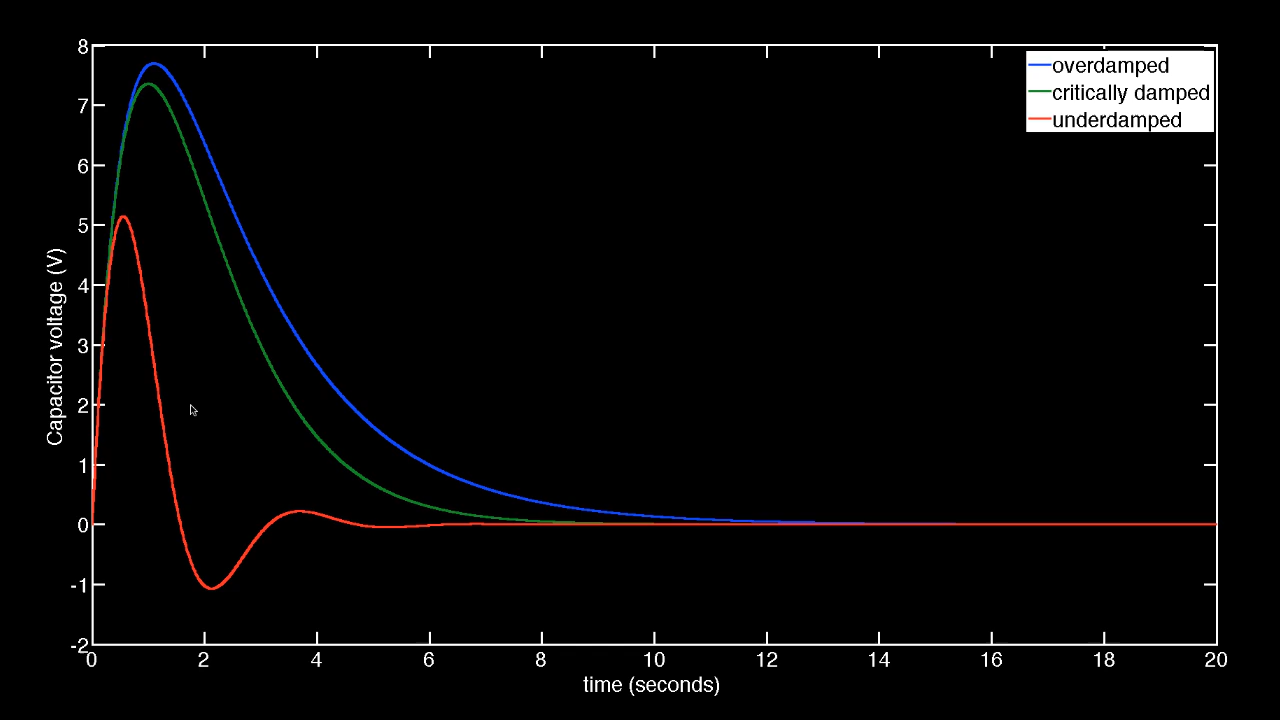 8
7
6
5
4
3
2
1
0
-1
-2
Capacitor voltage (V)
overdamped
critically damped
underdamped
0 2 4 6 8 10 12 14 16 18 20
time (seconds)